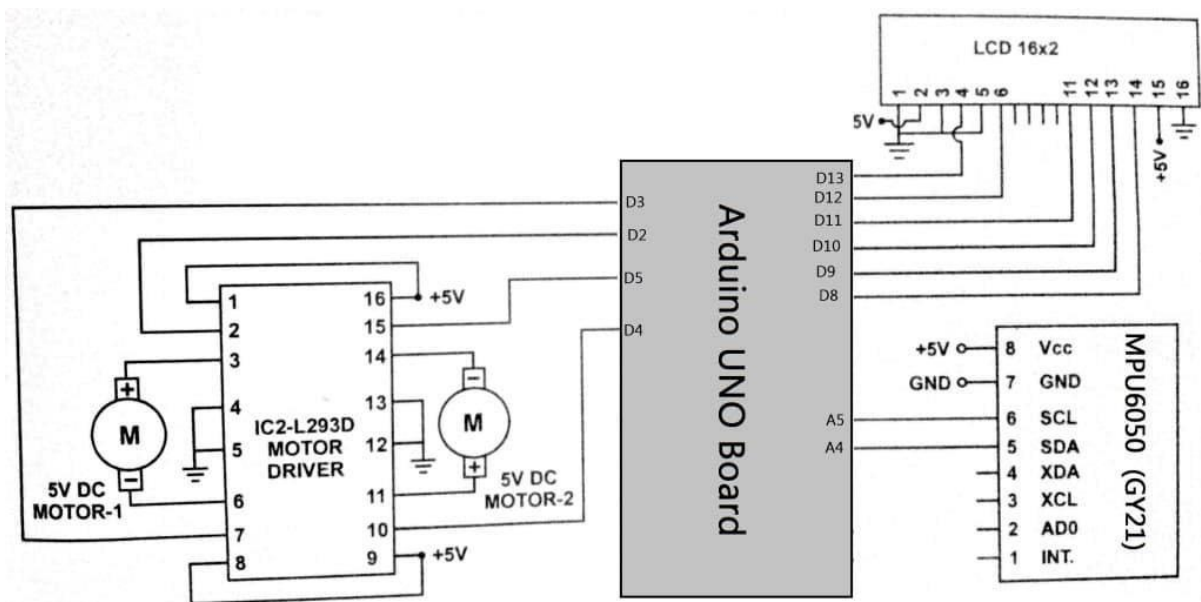 LCD 16x2
1 2 3 4 5 6 11 12 13 14 15 16
5V
+5V
D13
D12
D11
D10
D9
D8
D3
D2
D5
D4
A5
A4
Arduino UNO Board
1
2
3
4
5
6
7
8
16
15
14
13
12
11
10
9
+5V
+5V
IC2-L293D
MOTOR
DRIVER
+
M
−
5V DC
MOTOR-1
−
M
+
5V DC
MOTOR-2
+5V
GND
8 Vcc
7 GND
6 SCL
5 SDA
4 XDA
3 XCL
2 AD0
1 INT.
MPU6050 (GY21)